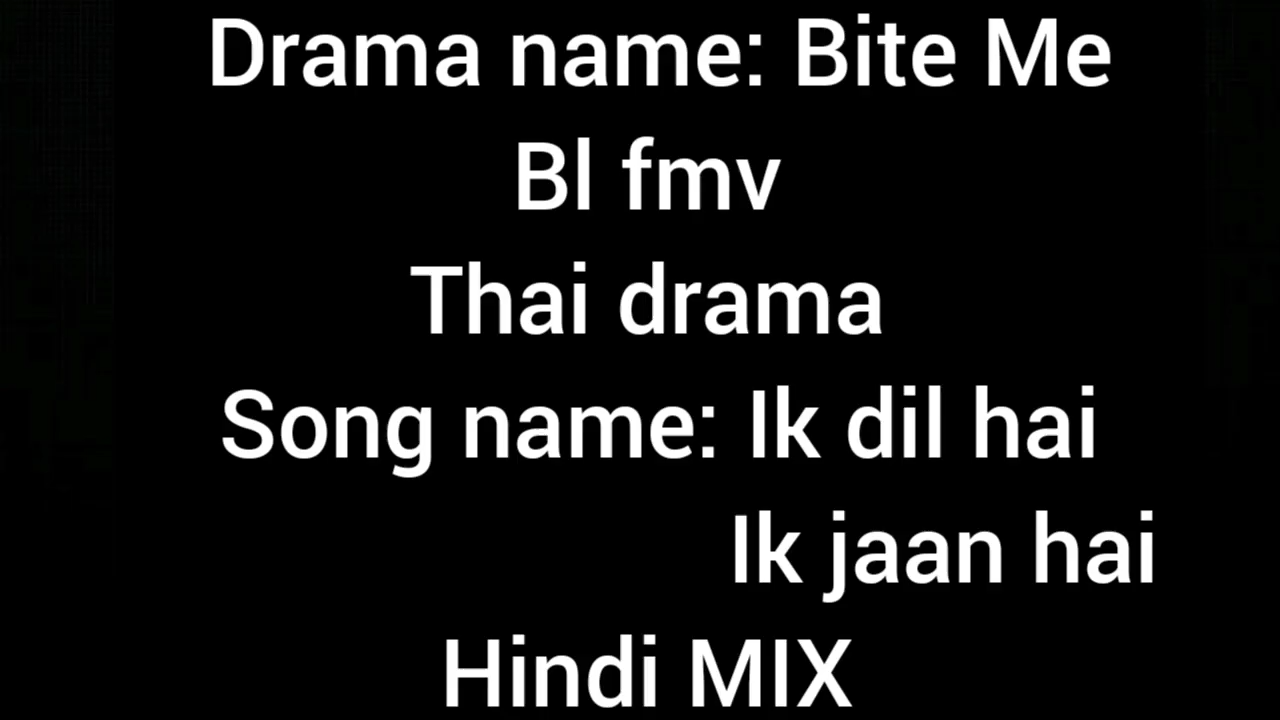 Drama name: Bite Me
Bl fmv
Thai drama
Song name: Ik dil hai
Ik jaan hai
Hindi MIX